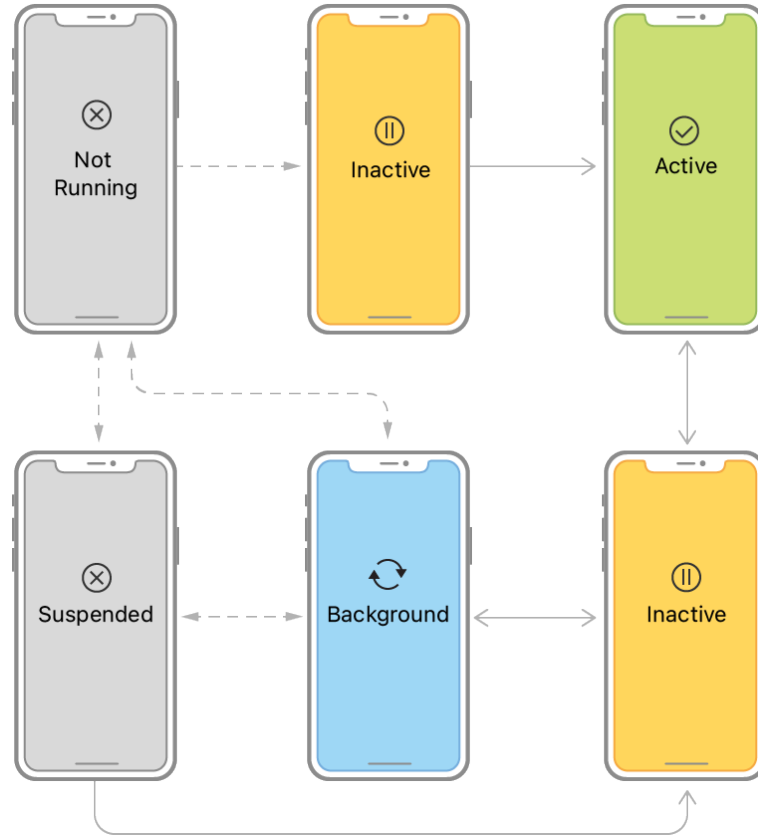 Not
Running
Inactive
Active
Suspended
Background
Inactive